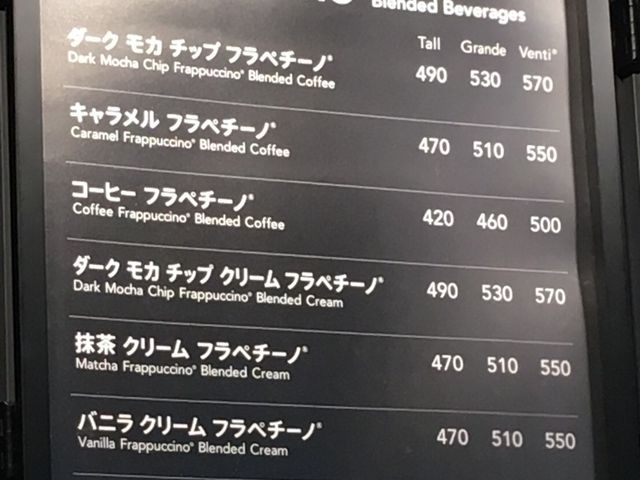 Blended Beverages
Tall Grande Venti®
ダーク モカ チップ フラペチーノ® 490 530 570
Dark Mocha Chip Frappuccino® Blended Coffee
キャラメル フラペチーノ® 470 510 550
Caramel Frappuccino® Blended Coffee
コーヒー フラペチーノ® 420 460 500
Coffee Frappuccino® Blended Coffee
ダーク モカ チップ クリーム フラペチーノ® 490 530 570
Dark Mocha Chip Frappuccino® Blended Cream
抹茶 クリーム フラペチーノ® 470 510 550
Matcha Frappuccino® Blended Cream
バニラ クリーム フラペチーノ® 470 510 550
Vanilla Frappuccino® Blended Cream